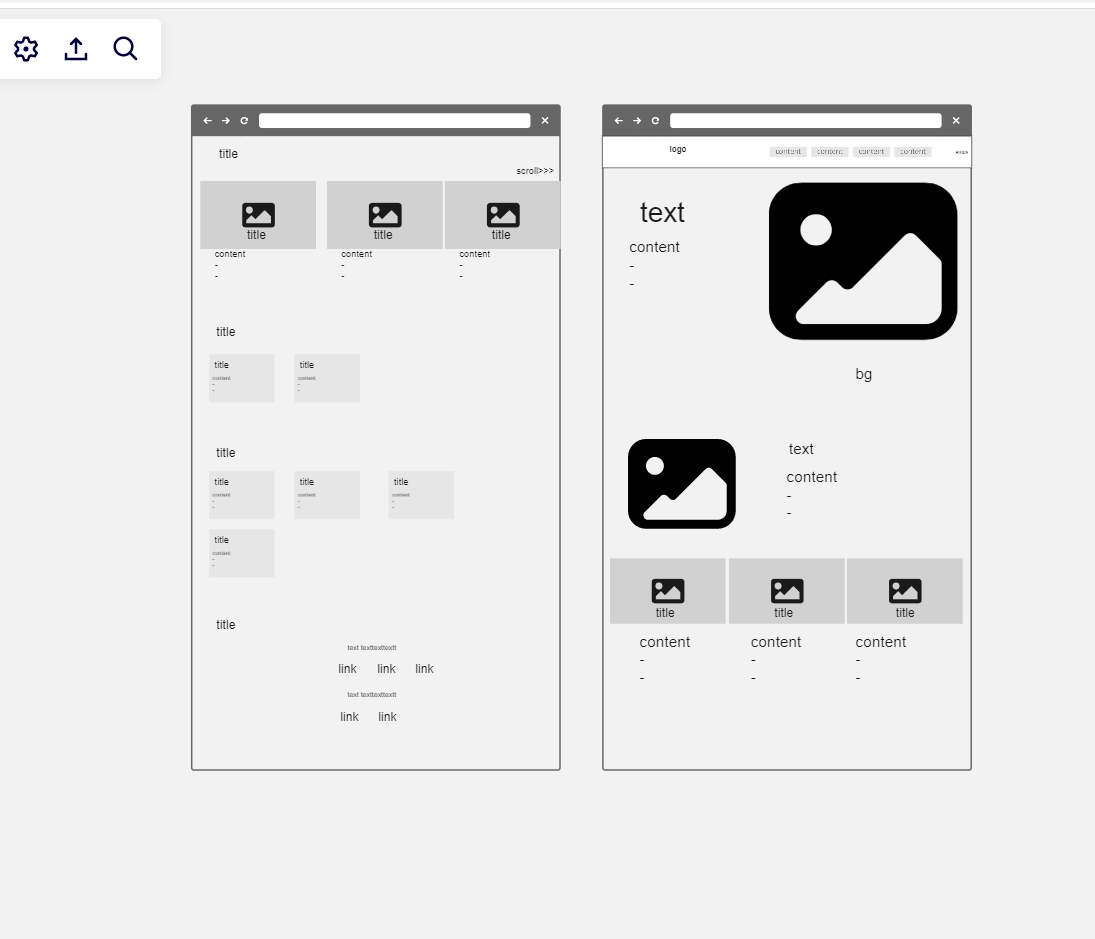 title
scroll>>>
title title title
content content content
- - -
- - -
title
title title
content content
- -
- -
title
title title title
content content content
- - -
- - -
title
content
-
-
title
text texttexttextt
link link link
text texttexttextt
link link
logo content content content content
text
content
-
-
bg
text
content
-
-
title title title
content content content
- - -
- - -